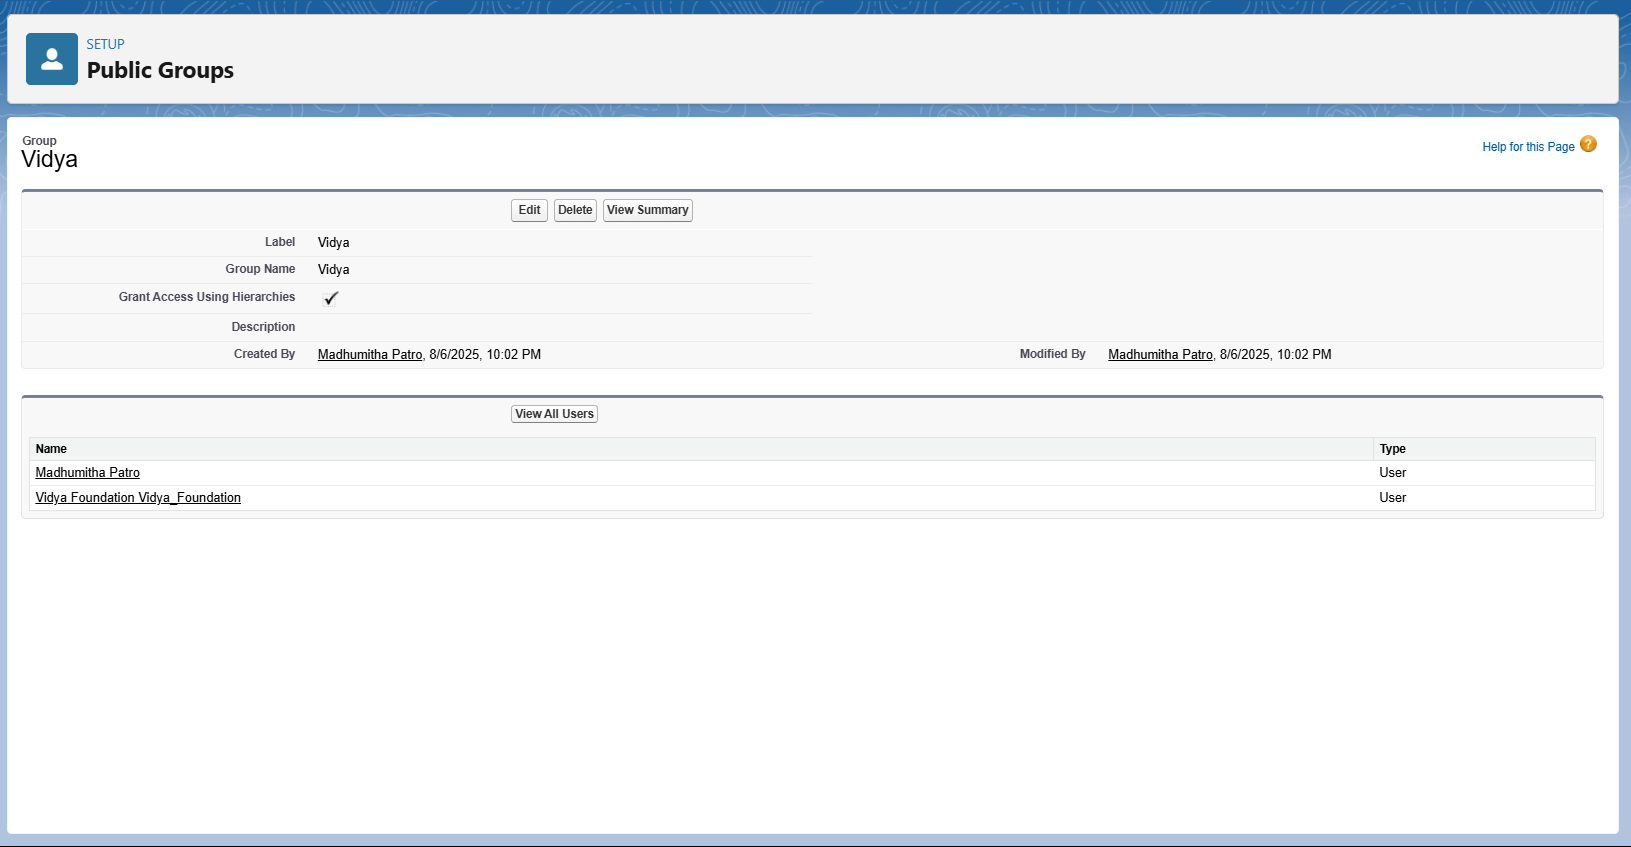 SETUP
Public Groups
Group
Vidya
Help for this Page ?
Edit Delete View Summary
Label Vidya
Group Name Vidya
Grant Access Using Hierarchies
Description
Created By Madhumitha Patro, 8/6/2025, 10:02 PM Modified By Madhumitha Patro, 8/6/2025, 10:02 PM
View All Users
Name Type
Madhumitha Patro User
Vidya Foundation Vidya_Foundation User